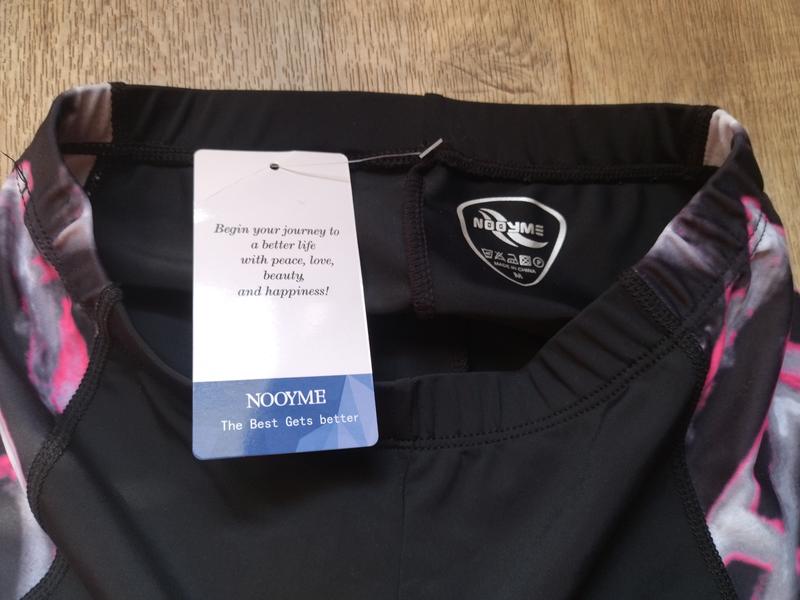 Begin your journey to
a better life
with peace, love,
beauty,
and happiness!
NOOYME
The Best Gets better
NOOYME
MADE IN CHINA
M